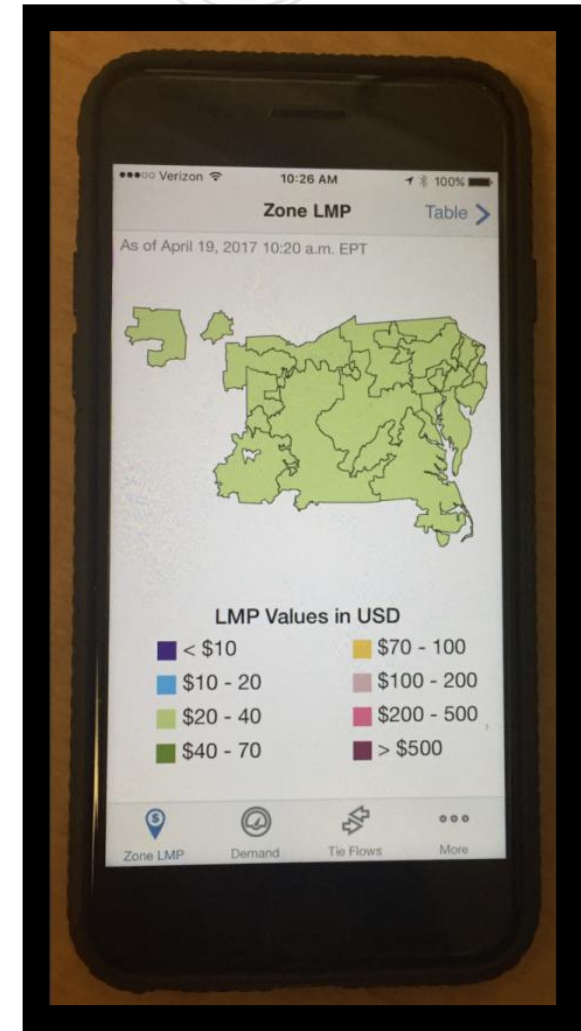 Verizon 10:26 AM 100%
Zone LMP Table
As of April 19, 2017 10:20 a.m. EPT
LMP Values in USD
< $10 $70 - 100
$10 - 20 $100 - 200
$20 - 40 $200 - 500
$40 - 70 > $500
$
Zone LMP Demand Tie Flows More